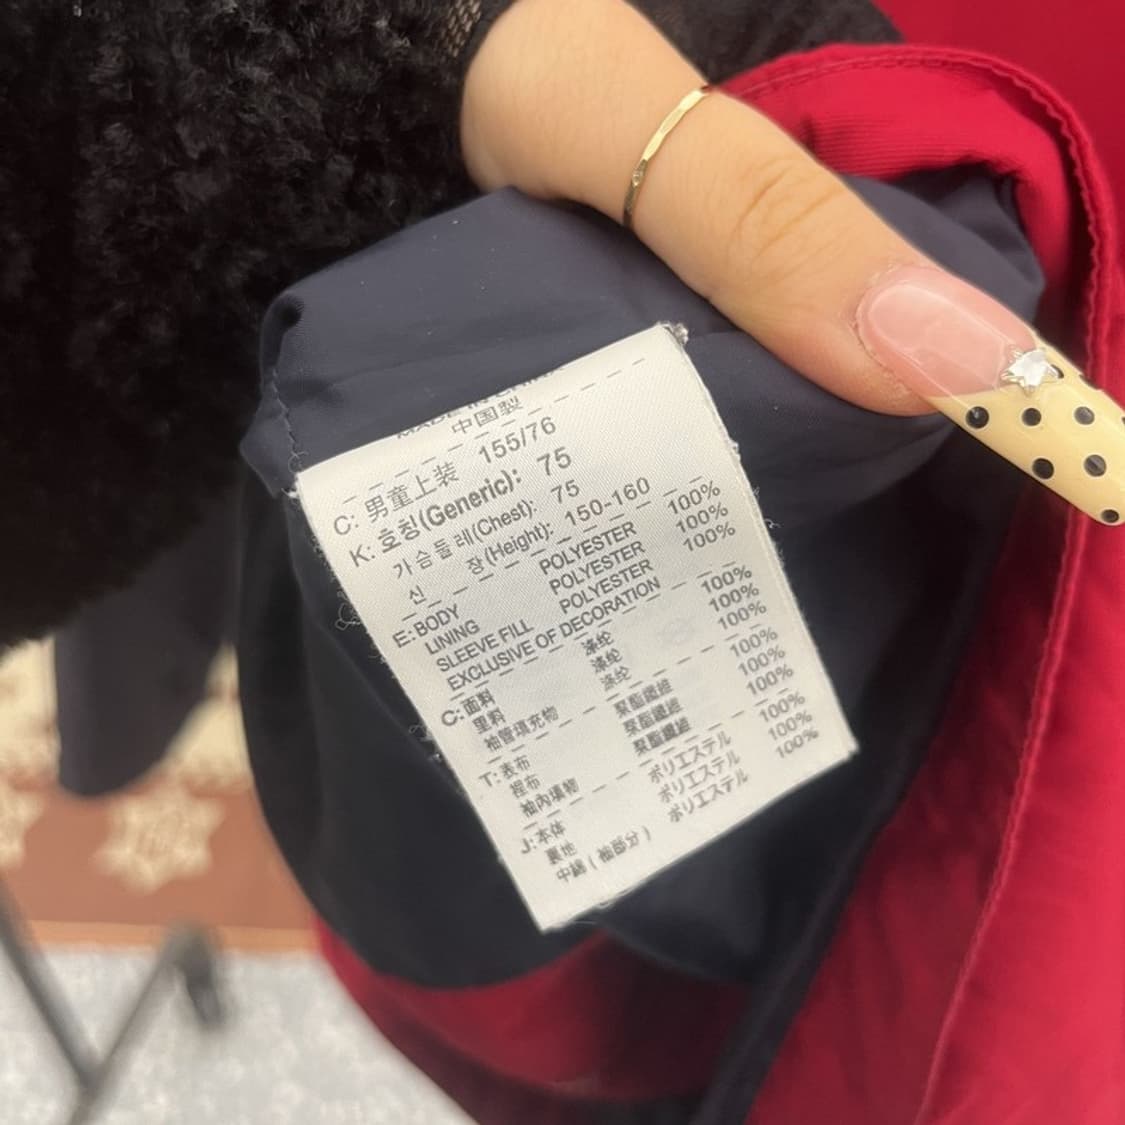 MADE IN CHINA
中国製
C: 男童上装 155/76
K: 호칭(Generic): 75
가슴둘레(Chest): 75
신 장(Height): 150-160
E: BODY POLYESTER 100%
LINING POLYESTER 100%
SLEEVE FILL POLYESTER 100%
EXCLUSIVE OF DECORATION
C: 面料 涤纶 100%
里料 涤纶 100%
袖管填充物 涤纶 100%
T: 表布 聚酯纖維 100%
裡布 聚酯纖維 100%
袖內填物 聚酯纖維 100%
J: 本体 ポリエステル 100%
裏地 ポリエステル 100%
中綿(袖部分) ポリエステル 100%